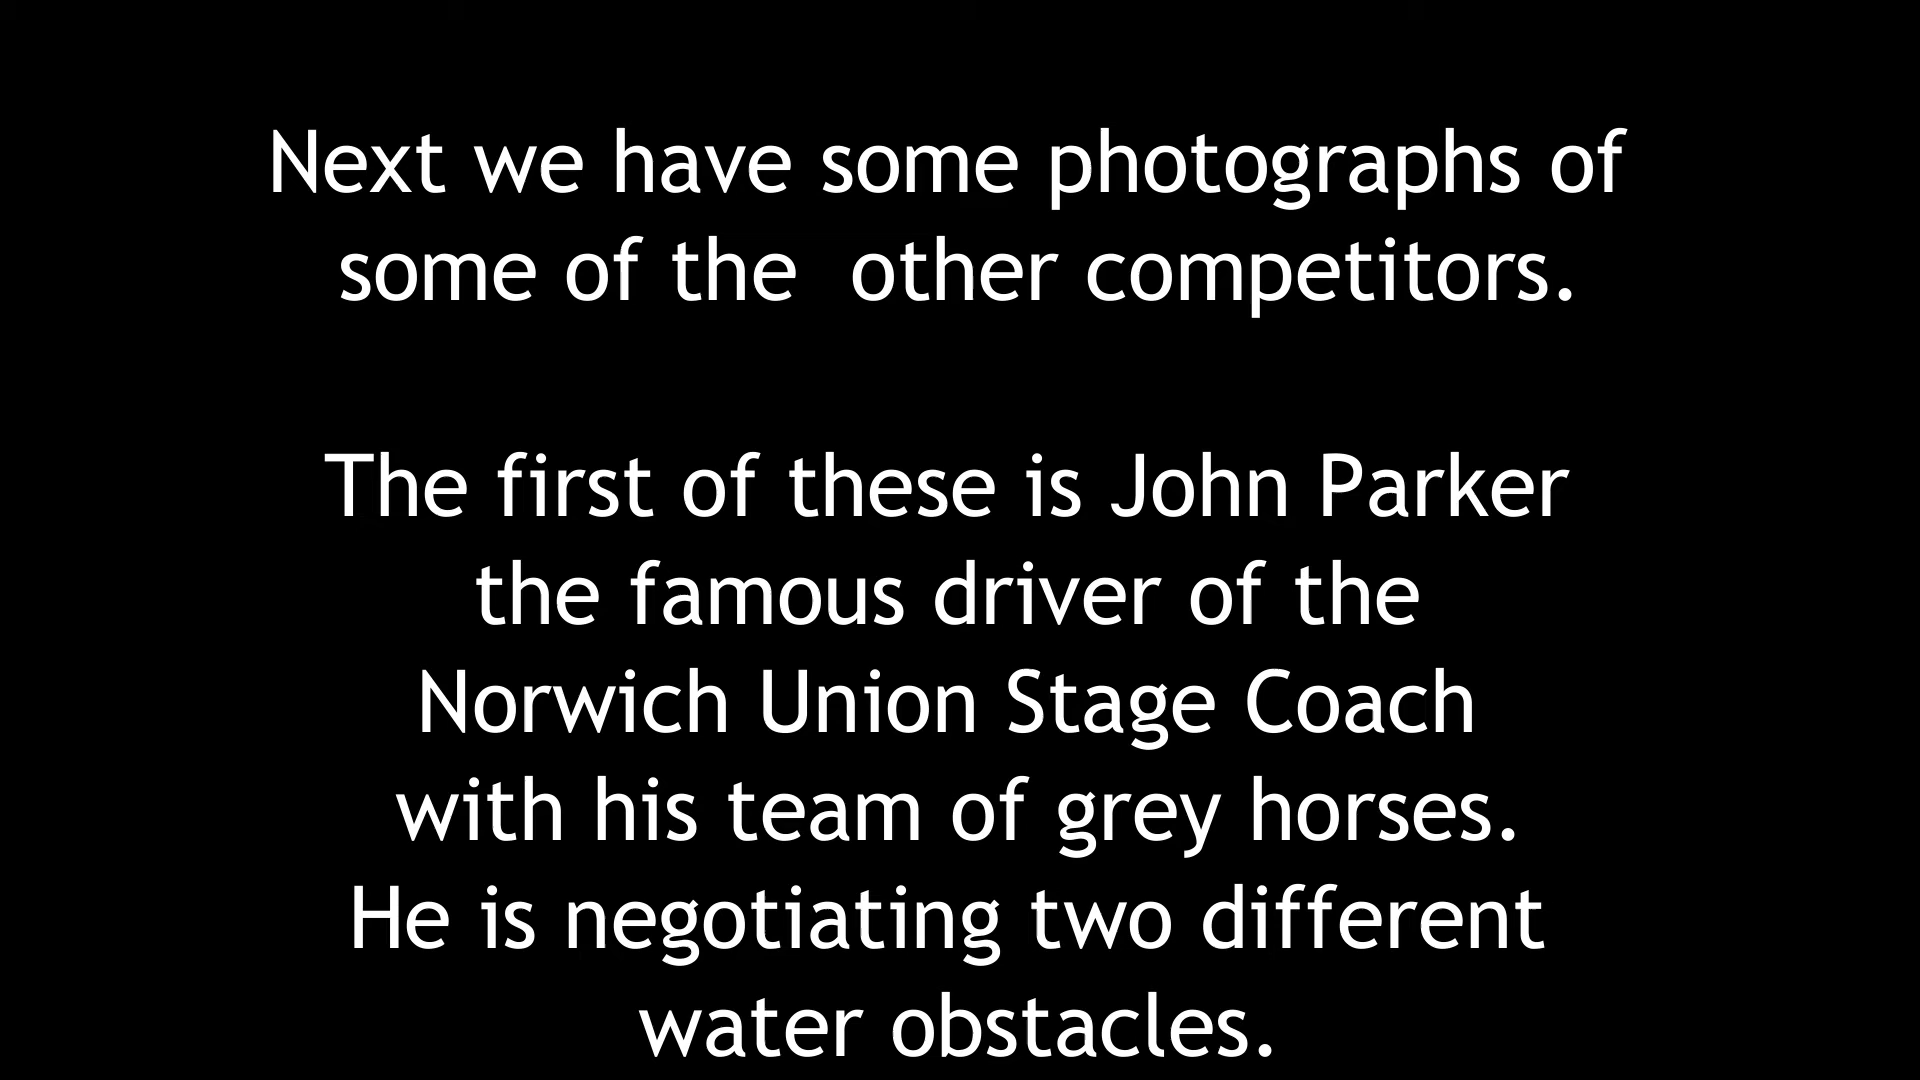 Next we have some photographs of
some of the  other competitors.
The first of these is John Parker
the famous driver of the
Norwich Union Stage Coach
with his team of grey horses.
He is negotiating two different
water obstacles.